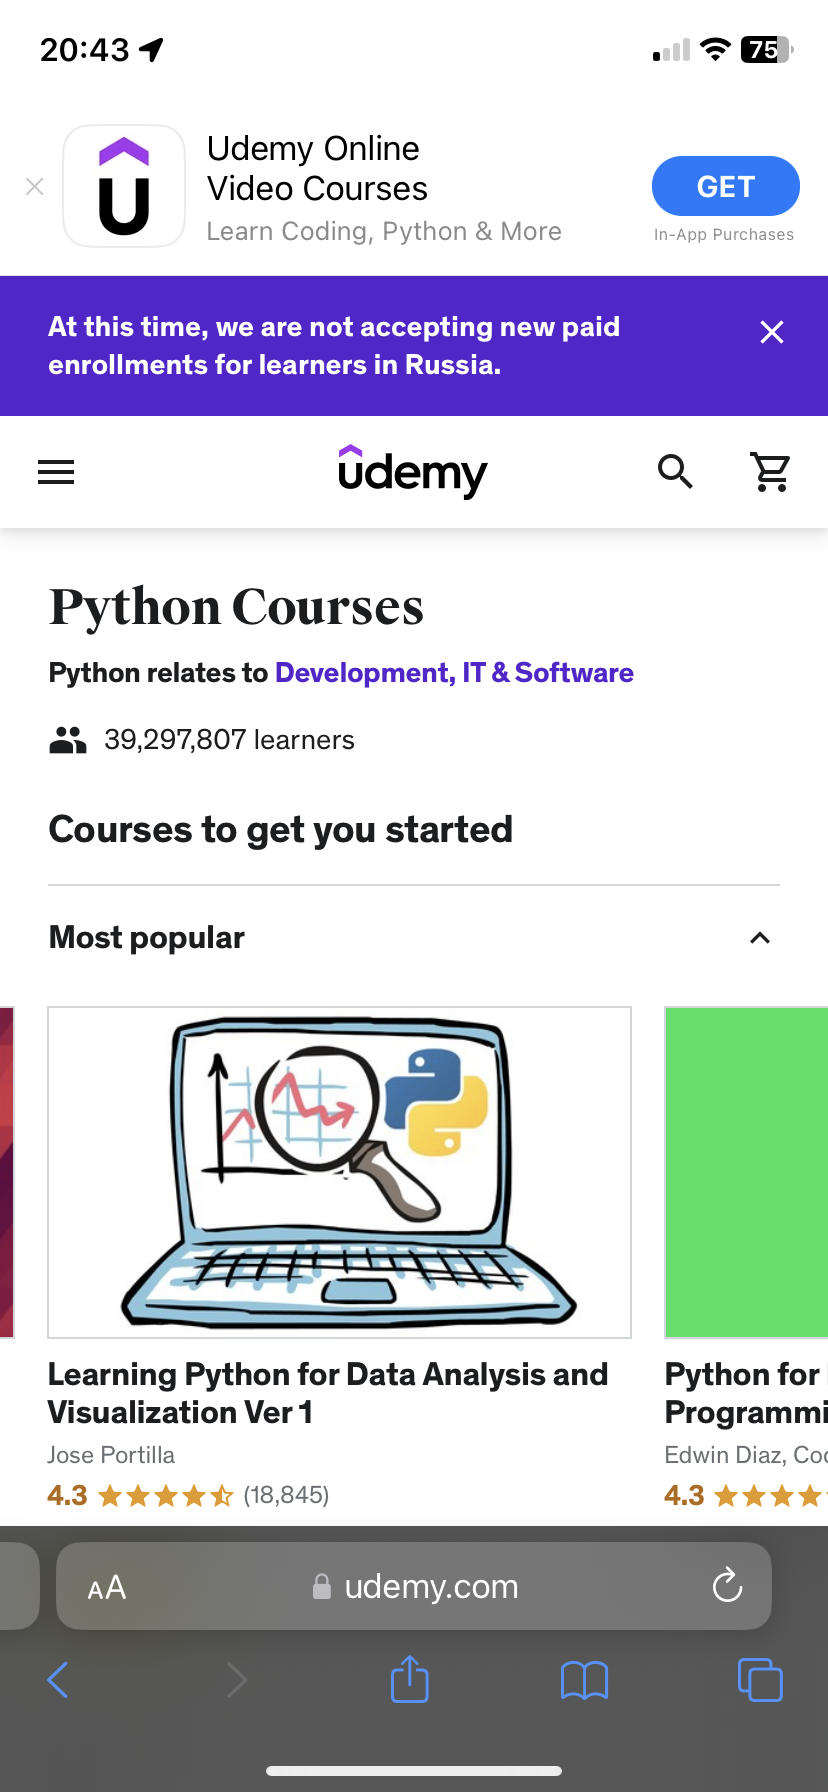 20:43
75
Udemy Online
Video Courses
Learn Coding, Python & More
GET
In-App Purchases
At this time, we are not accepting new paid
enrollments for learners in Russia.
udemy
Python Courses
Python relates to Development, IT & Software
39,297,807 learners
Courses to get you started
Most popular
Learning Python for Data Analysis and
Visualization Ver 1
Jose Portilla
4.3 (18,845)
Python for
Programmi
Edwin Diaz, Co
4.3
AA
udemy.com